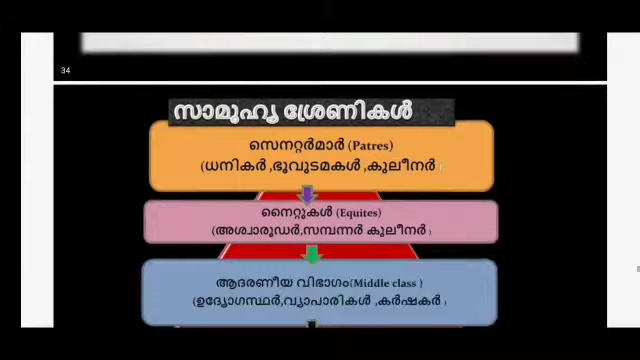 34
സാമൂഹ്യ ശ്രേണികൾ
സെനറ്റർമാർ (Patres)
(ധനികർ ,ഭൂവുടമകൾ ,കുലീനർ )
നൈറ്റുകൾ (Equites)
(അശ്വാരൂഡർ,സമ്പന്നർ കുലീനർ )
ആദരണീയ വിഭാഗം(Middle class )
(ഉദ്യോഗസ്ഥർ,വ്യാപാരികൾ ,കർഷകർ )